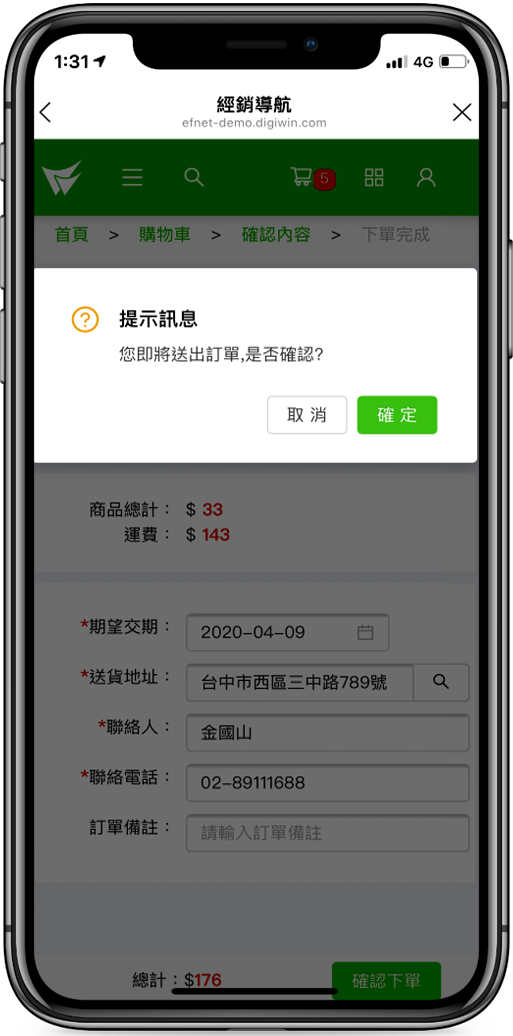 1:31 4G
經銷導航
efnet-demo.digiwin.com
5
首頁 > 購物車 > 確認內容 > 下單完成
提示訊息
您即將送出訂單,是否確認?
取消 確定
商品總計： $ 33
運費： $ 143
*期望交期： 2020-04-09
*送貨地址： 台中市西區三中路789號
*聯絡人： 金國山
*聯絡電話： 02-89111688
訂單備註： 請輸入訂單備註
總計：$176 確認下單